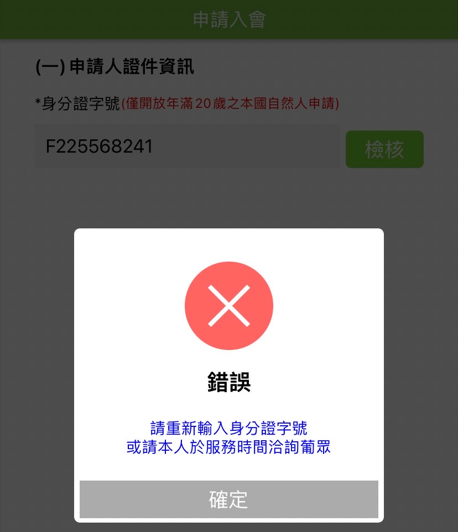 申請入會
(一) 申請人證件資訊
*身分證字號(僅開放年滿20歲之本國自然人申請)
F225568241
檢核
錯誤
請重新輸入身分證字號
或請本人於服務時間洽詢葡眾
確定